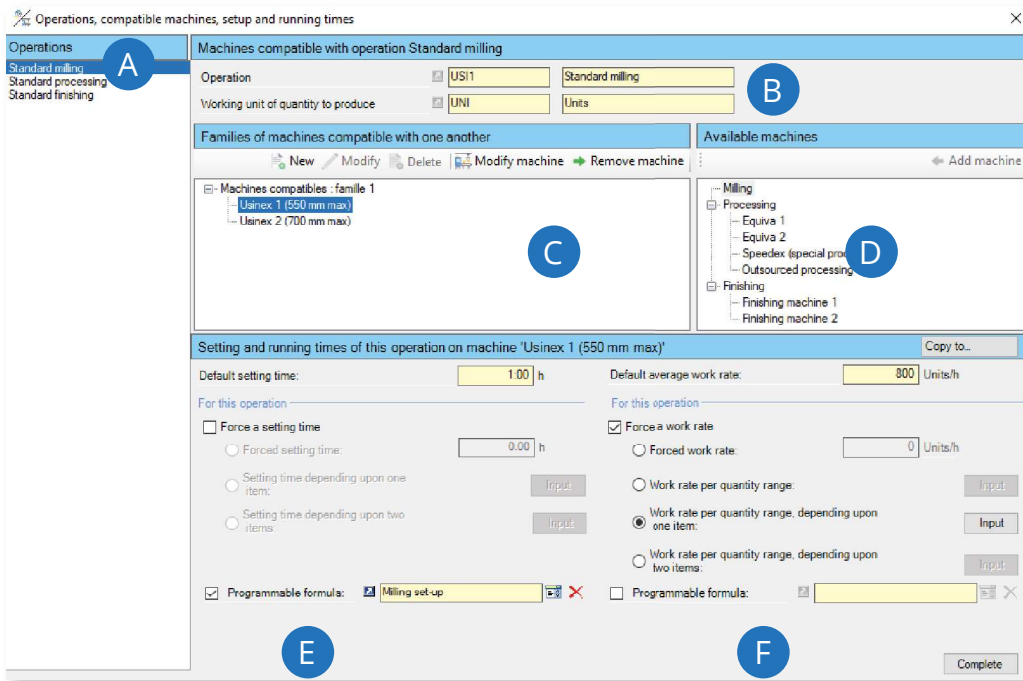 Operations, compatible machines, setup and running times
Operations
A
Standard milling
Standard processing
Standard finishing
Machines compatible with operation Standard milling
Operation USI1 Standard milling
B
Working unit of quantity to produce UNI Units
Families of machines compatible with one another
New Modify Delete Modify machine Remove machine
Machines compatibles : famille 1
Usinex 1 (550 mm max)
Usinex 2 (700 mm max)
C
Available machines
Add machine
Milling
Processing
Equiva 1
Equiva 2
Speedex (special
D
Outsourced processing
Finishing
Finishing machine 1
Finishing machine 2
Setting and running times of this operation on machine 'Usinex 1 (550 mm max)' Copy to...
Default setting time: 1:00 h
For this operation
Force a setting time
Forced setting time: 0.00 h
Setting time depending upon one
item: Input
Setting time depending upon two
items: Input
Programmable formula: Milling set-up
E
Default average work rate: 800 Units/h
For this operation
Force a work rate
Forced work rate: 0 Units/h
Work rate per quantity range: Input
Work rate per quantity range, depending upon
one item: Input
Work rate per quantity range, depending upon
two items: Input
Programmable formula:
F
Complete